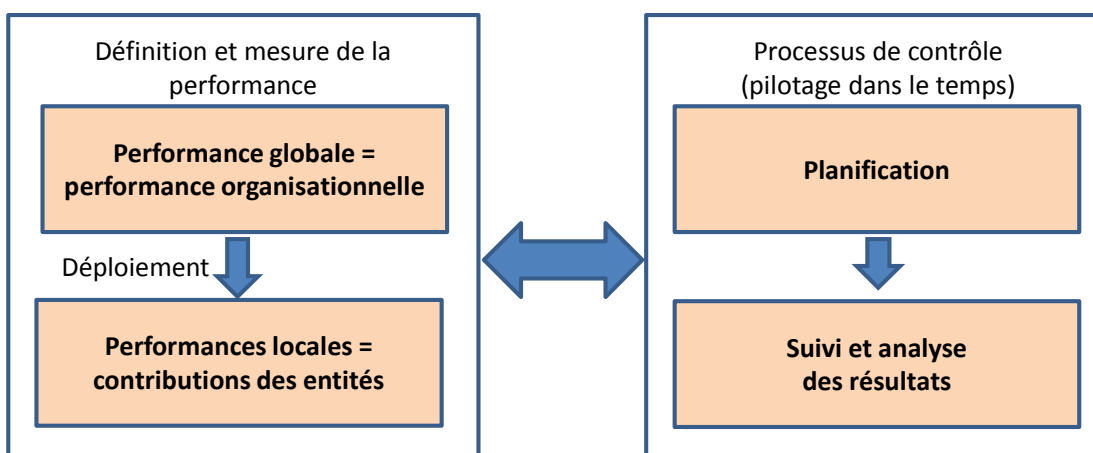 Définition et mesure de la
performance
Performance globale =
performance organisationnelle
Déploiement
Performances locales =
contributions des entités
Processus de contrôle
(pilotage dans le temps)
Planification
Suivi et analyse
des résultats